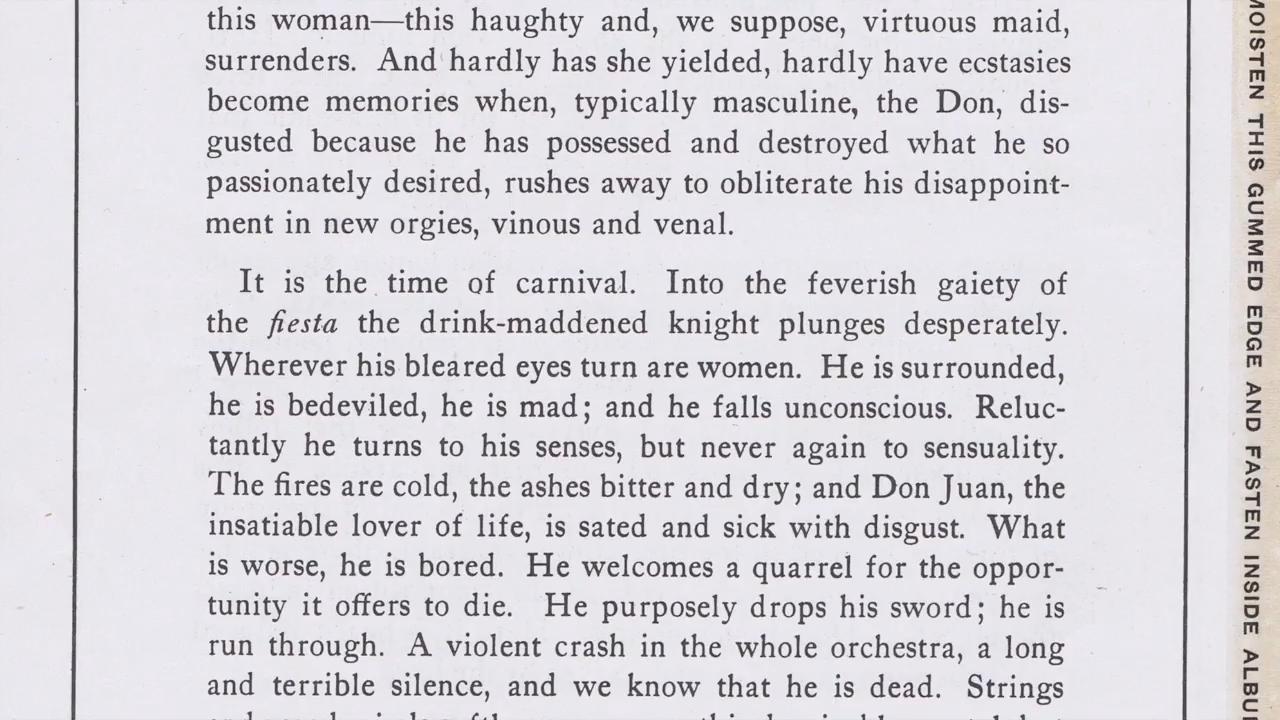 this woman—this haughty and, we suppose, virtuous maid,
surrenders. And hardly has she yielded, hardly have ecstasies
become memories when, typically masculine, the Don, dis-
gusted because he has possessed and destroyed what he so
passionately desired, rushes away to obliterate his disappoint-
ment in new orgies, vinous and venal.
It is the time of carnival. Into the feverish gaiety of
the fiesta the drink-maddened knight plunges desperately.
Wherever his bleared eyes turn are women. He is surrounded,
he is bedeviled, he is mad; and he falls unconscious. Reluc-
tantly he turns to his senses, but never again to sensuality.
The fires are cold, the ashes bitter and dry; and Don Juan, the
insatiable lover of life, is sated and sick with disgust. What
is worse, he is bored. He welcomes a quarrel for the oppor-
tunity it offers to die. He purposely drops his sword; he is
run through. A violent crash in the whole orchestra, a long
and terrible silence, and we know that he is dead. Strings
MOISTEN THIS GUMMED EDGE AND FASTEN INSIDE ALBU